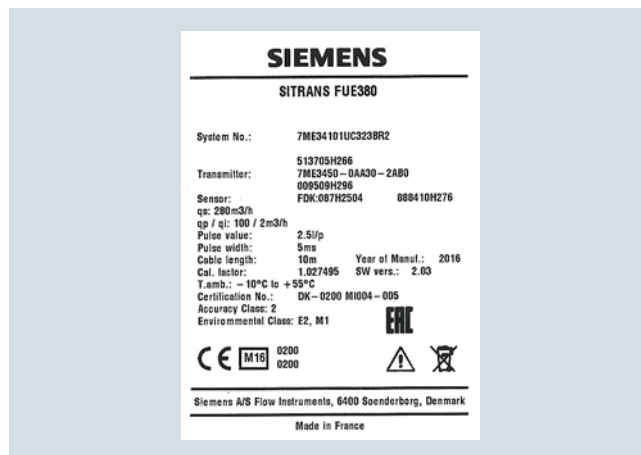 SIEMENS
SITRANS FUE380
System No.: 7ME34101UC323BR2
513705H266
Transmitter: 7ME3450-0AA30-2AB0
009509H296
Sensor: FDK:087H2504 888410H276
qs: 280m3/h
qp / qi: 100 / 2m3/h
Pulse value: 2.5l/p
Pulse width: 5ms
Cable length: 10m Year of Manul.: 2016
Cal. factor: 1.027495 SW vers.: 2.03
T.amb.: -10°C to +55°C
Certification No.: DK-0200 MI004-005
Accuracy Class: 2
Environmental Class: E2, M1
EAC
CE M16 0200
0200
Siemens A/S Flow Instruments, 6400 Soenderborg, Denmark
Made in France